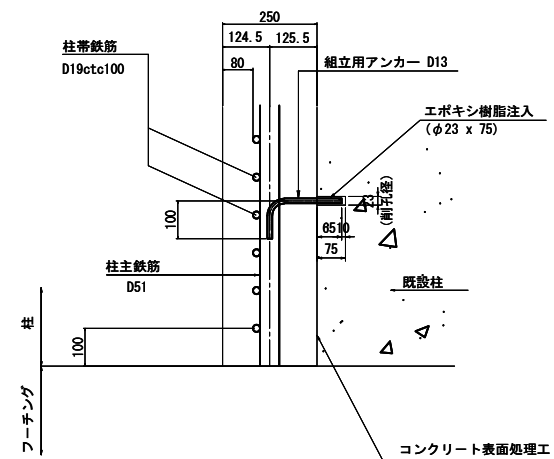 250
124.5
125.5
柱帯鉄筋
D19ctc100
80
組立用アンカー D13
エポキシ樹脂注入
(φ23 x 75)
100
23
(削孔径)
6510
75
柱主鉄筋
D51
既設柱
柱
100
フーチング
コンクリート表面処理工